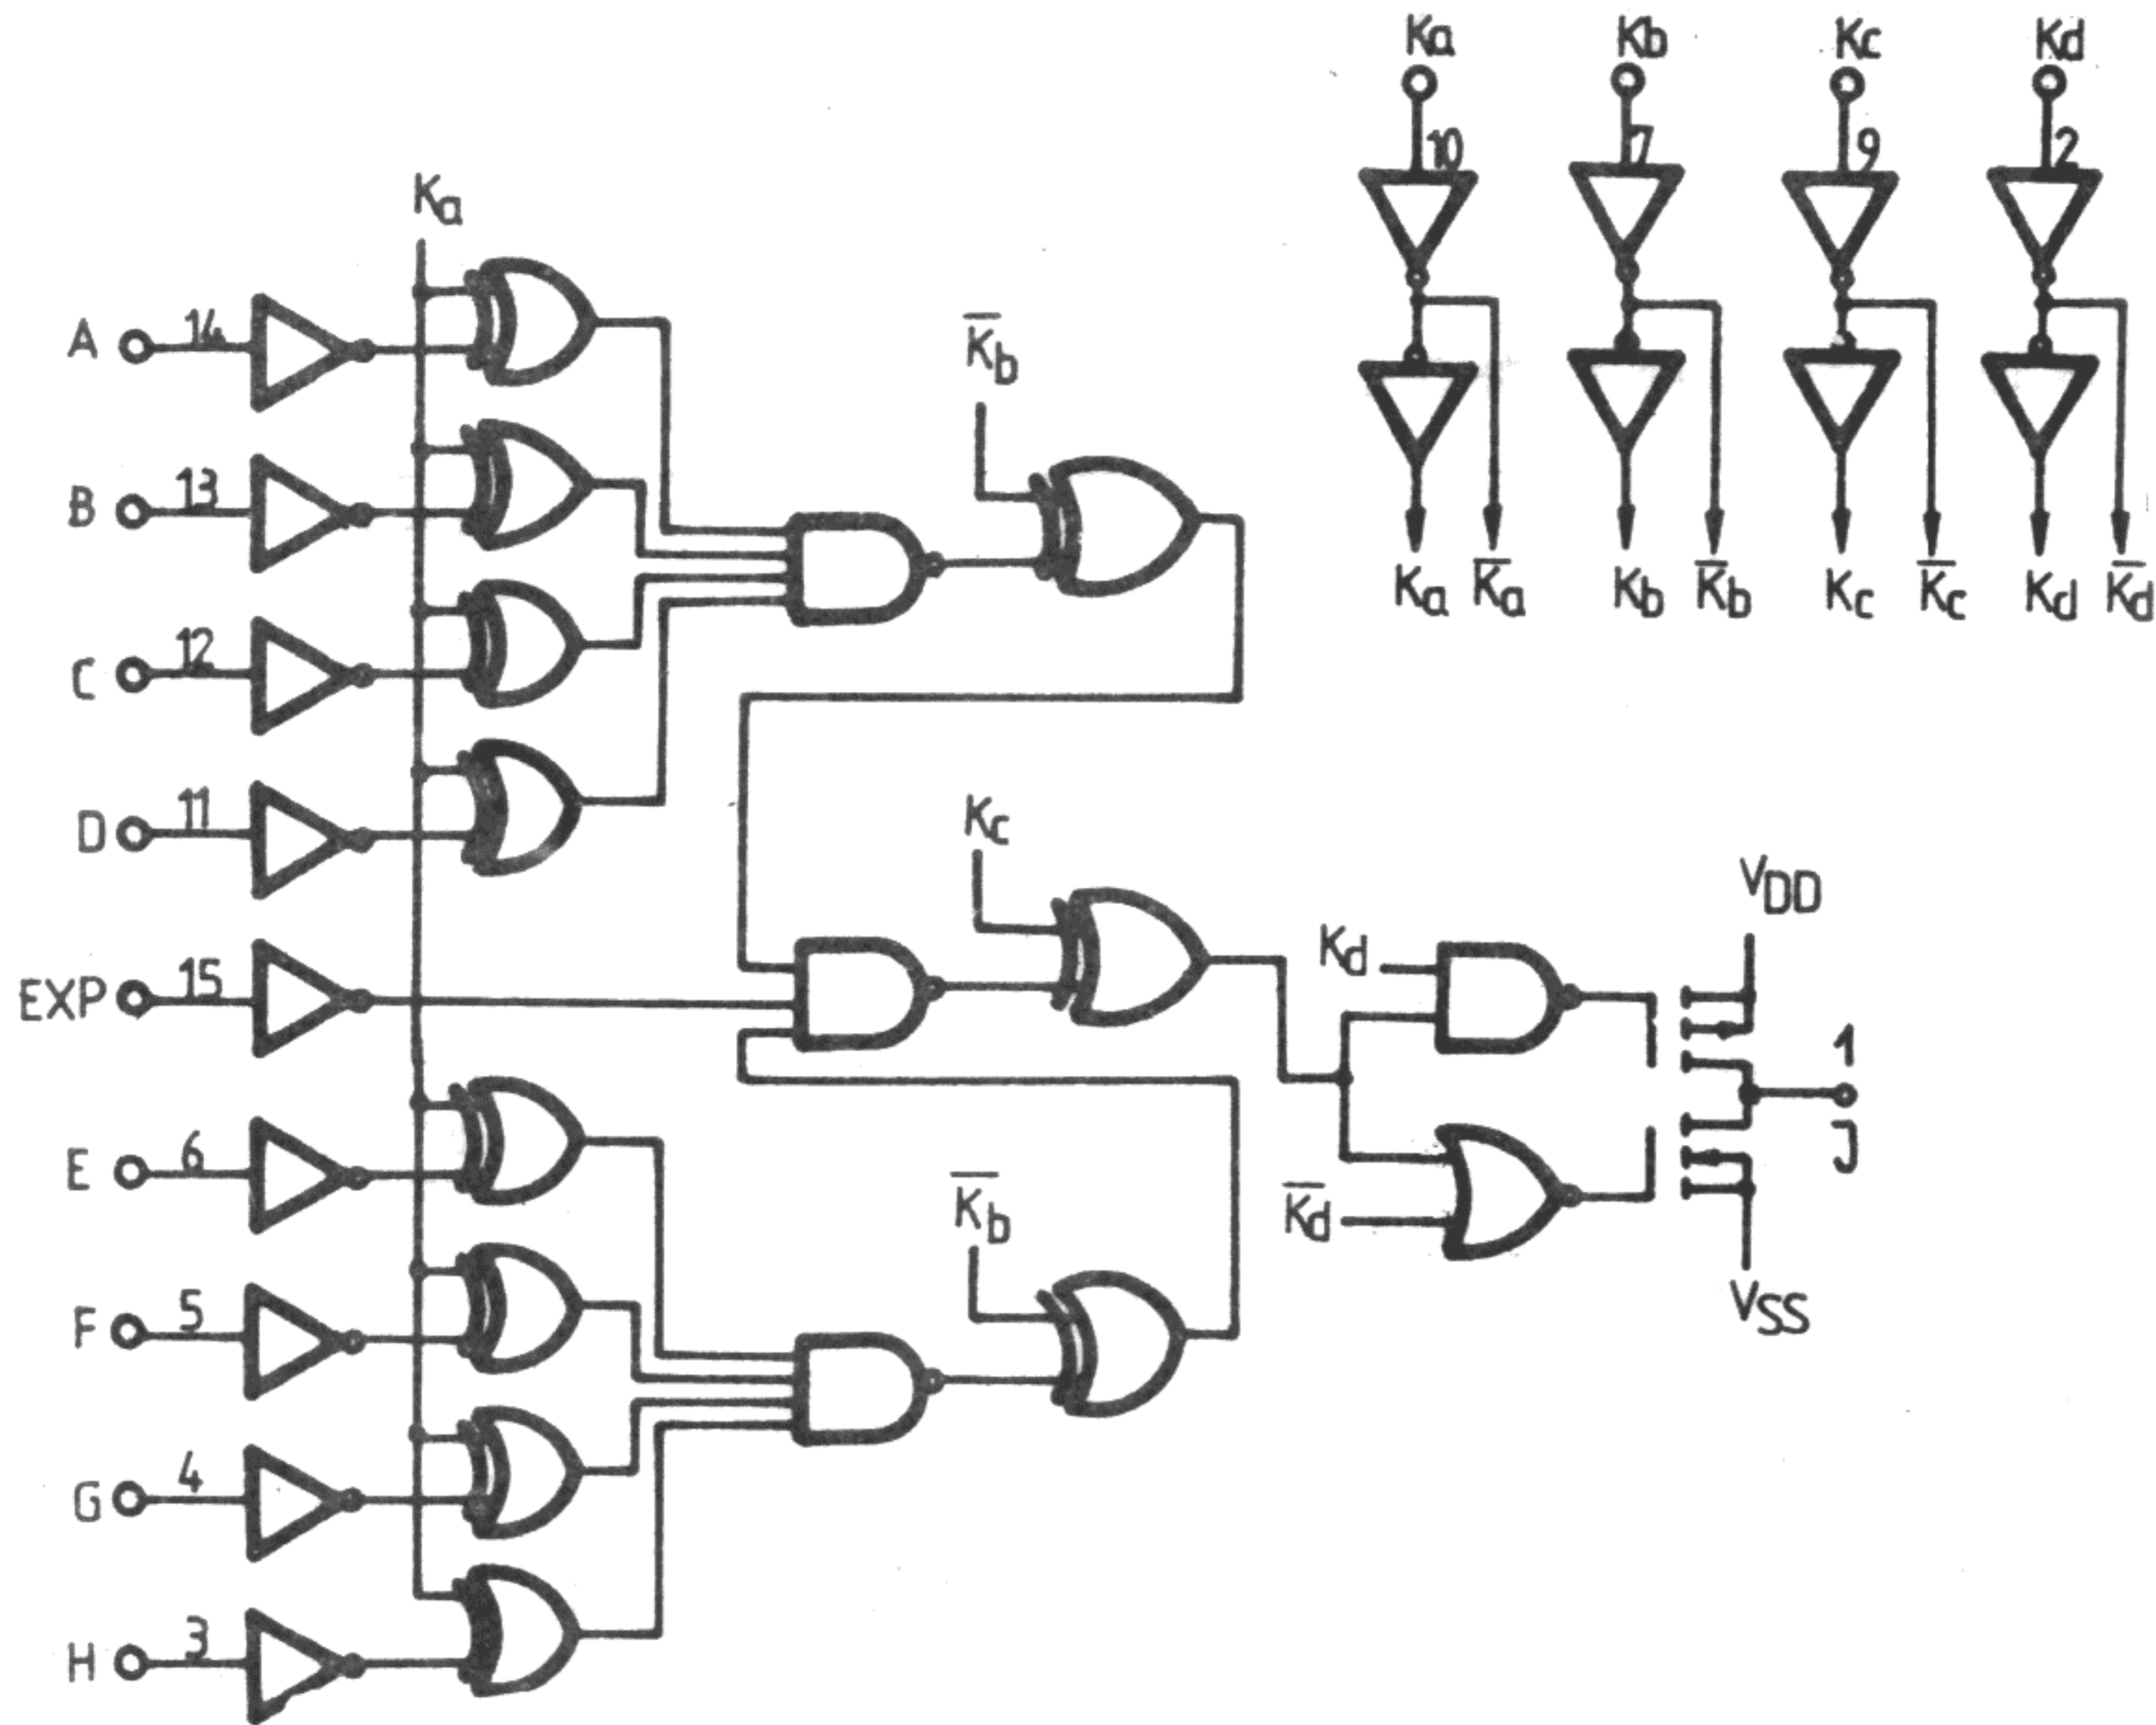 Ka Kb Kc Kd
10 7 9 2
Ka K̅a Kb K̅b Kc K̅c Kd K̅d
Ka
A 14
K̅b
B 13
C 12
D 11
Kc
VDD
Kd
EXP 15
1
J
E 6
K̅b
K̅d
VSS
F 5
G 4
H 3